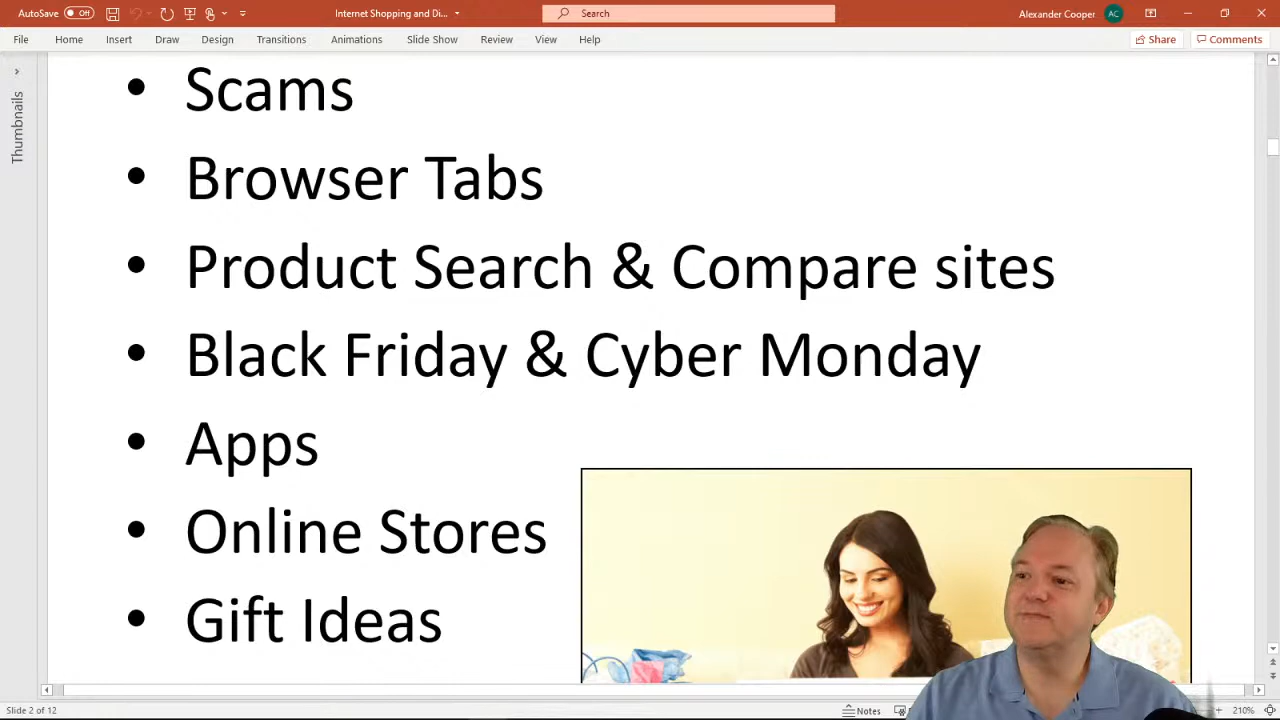 AutoSave Off Internet Shopping and Di... Search Alexander Cooper AC
File Home Insert Draw Design Transitions Animations Slide Show Review View Help Share Comments
Thumbnails
• Scams
• Browser Tabs
• Product Search & Compare sites
• Black Friday & Cyber Monday
• Apps
• Online Stores
• Gift Ideas
Slide 2 of 12 Notes 210%